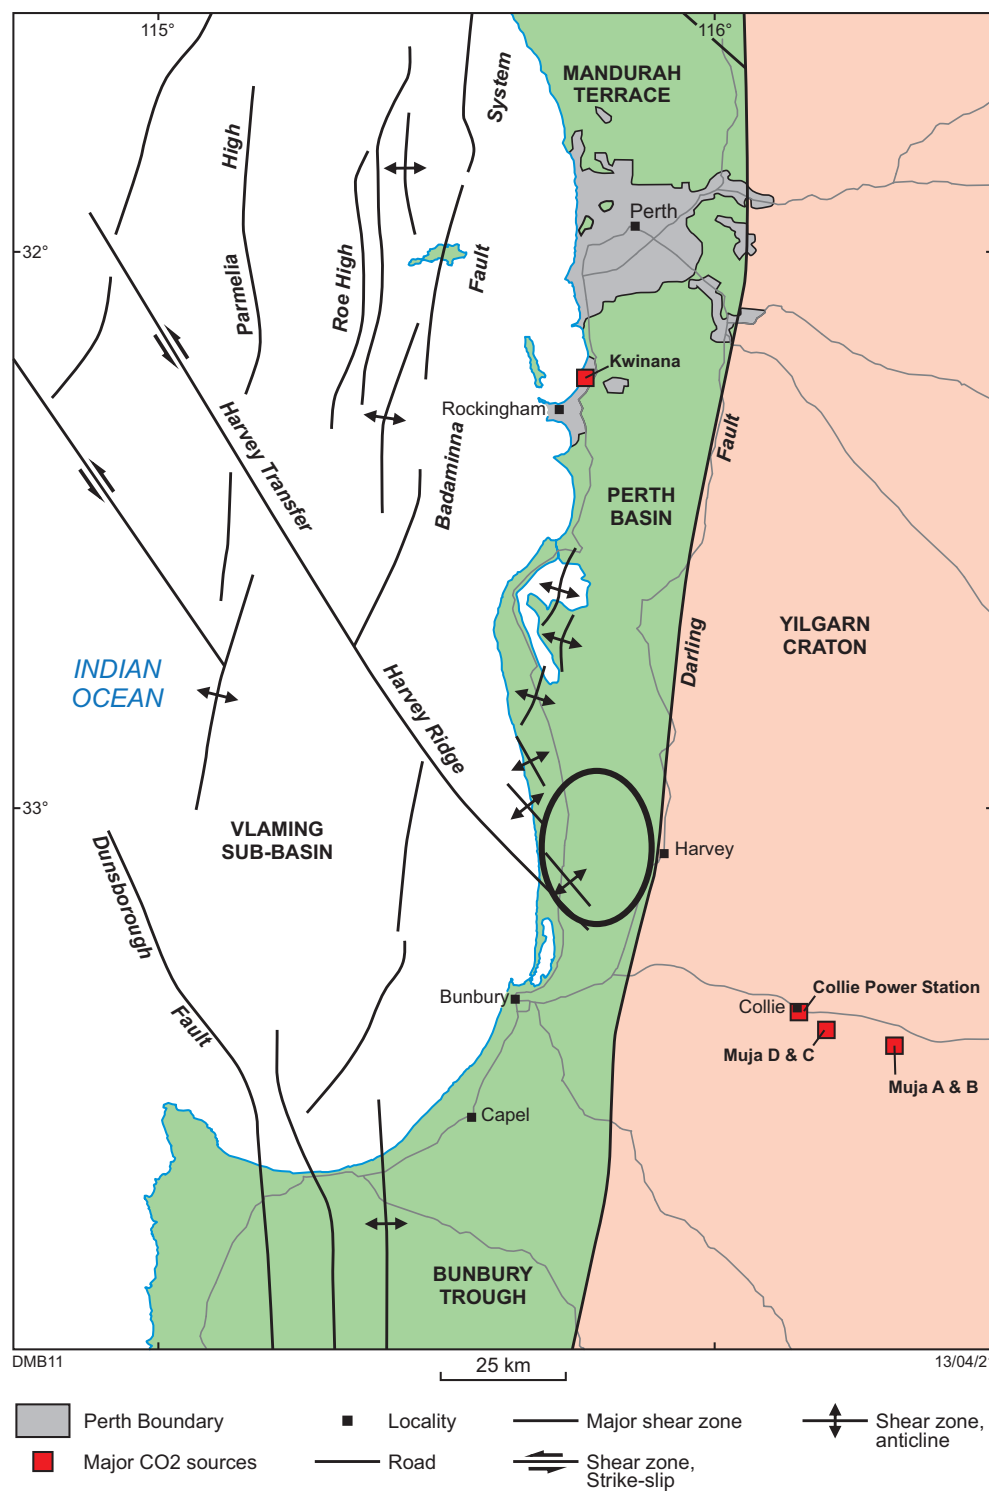 115°
116°
32°
33°
MANDURAH
TERRACE
System
High
Parmelia
Roe High
Fault
Perth
Kwinana
Rockingham
Harvey Transfer
Badaminna
Fault
PERTH
BASIN
Darling
YILGARN
CRATON
INDIAN
OCEAN
Harvey Ridge
VLAMING
SUB-BASIN
Dunsborough
Fault
Harvey
Bunbury
Collie
Collie Power Station
Muja D & C
Muja A & B
Capel
BUNBURY
TROUGH
DMB11
25 km
13/04/21
Perth Boundary
Locality
Major shear zone
Shear zone,
anticline
Major CO2 sources
Road
Shear zone,
Strike-slip